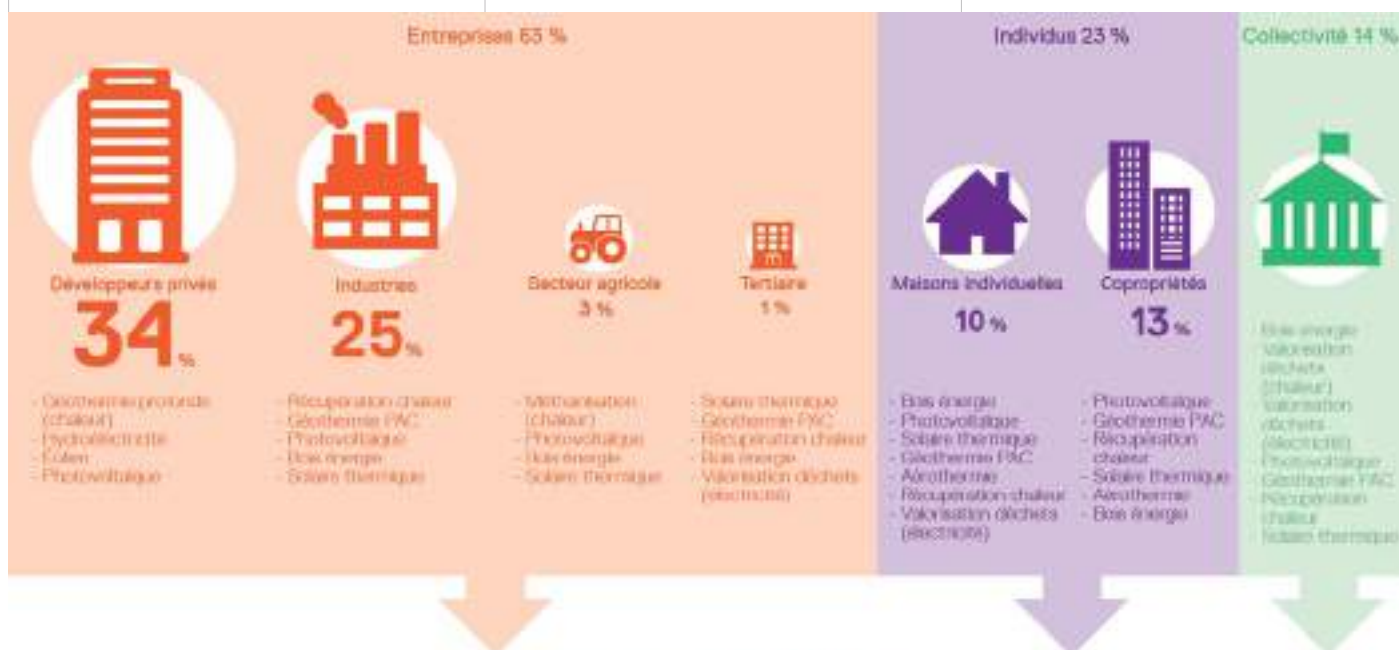 Entreprises 63 %
Individus 23 %
Collectivité 14 %
Développeurs privés
34 %
- Géothermie profonde
(chaleur)
- Hydroélectricité
- Éolien
- Photovoltaïque
Industries
25 %
- Récupération chaleur
- Géothermie PAC
- Photovoltaïque
- Bois énergie
- Solaire thermique
Secteur agricole
3 %
- Méthanisation
(chaleur)
- Photovoltaïque
- Bois énergie
- Solaire thermique
Tertiaire
1 %
- Solaire thermique
- Géothermie PAC
- Récupération chaleur
- Bois énergie
- Valorisation déchets
(électricité)
Maisons individuelles
10 %
- Bois énergie
- Photovoltaïque
- Solaire thermique
- Géothermie PAC
- Aérothermie
- Récupération chaleur
- Valorisation déchets
(électricité)
Copropriétés
13 %
- Photovoltaïque
- Géothermie PAC
- Récupération
chaleur
- Solaire thermique
- Aérothermie
- Bois énergie
- Bois énergie
- Valorisation
déchets
(chaleur)
- Valorisation
déchets
(électricité)
- Photovoltaïque
- Géothermie PAC
- Récupération
chaleur
- Solaire thermique